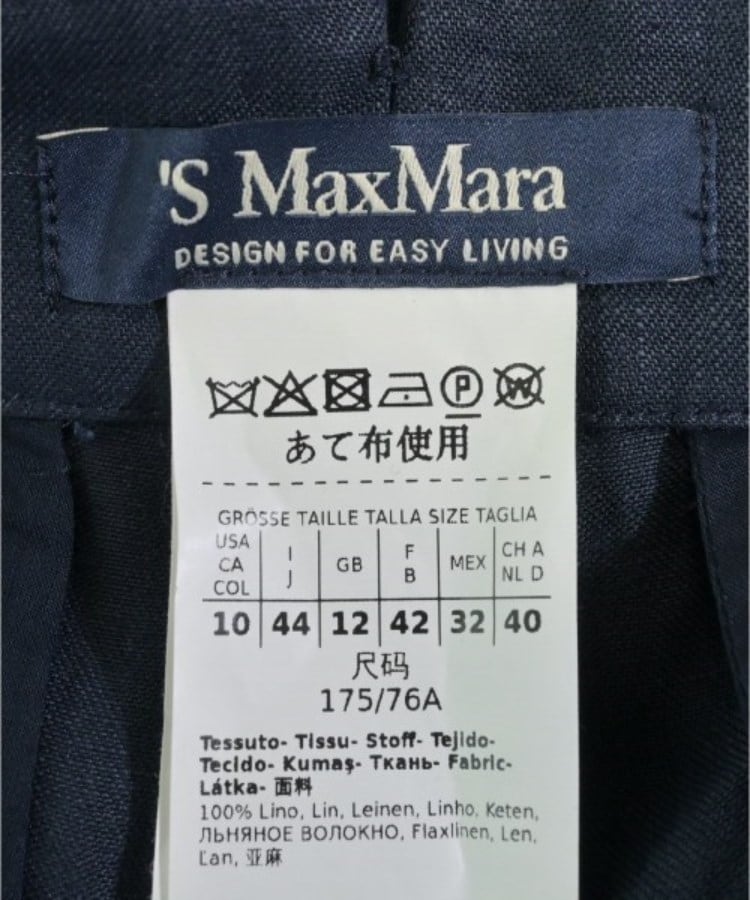 'S MaxMara
DESIGN FOR EASY LIVING
P W
あて布使用
GRÖSSE TAILLE TALLA SIZE TAGLIA
USA CA COL | I J | GB | F B | MEX | CH A NL D
10 | 44 | 12 | 42 | 32 | 40
尺码
175/76A
Tessuto- Tissu- Stoff- Tejido-
Tecido- Kumaş- Ткань- Fabric-
Látka- 面料
100% Lino, Lin, Leinen, Linho, Keten,
ЛЬНЯНОЕ ВОЛОКНО, Flaxlinen, Len,
Ľan, 亚麻